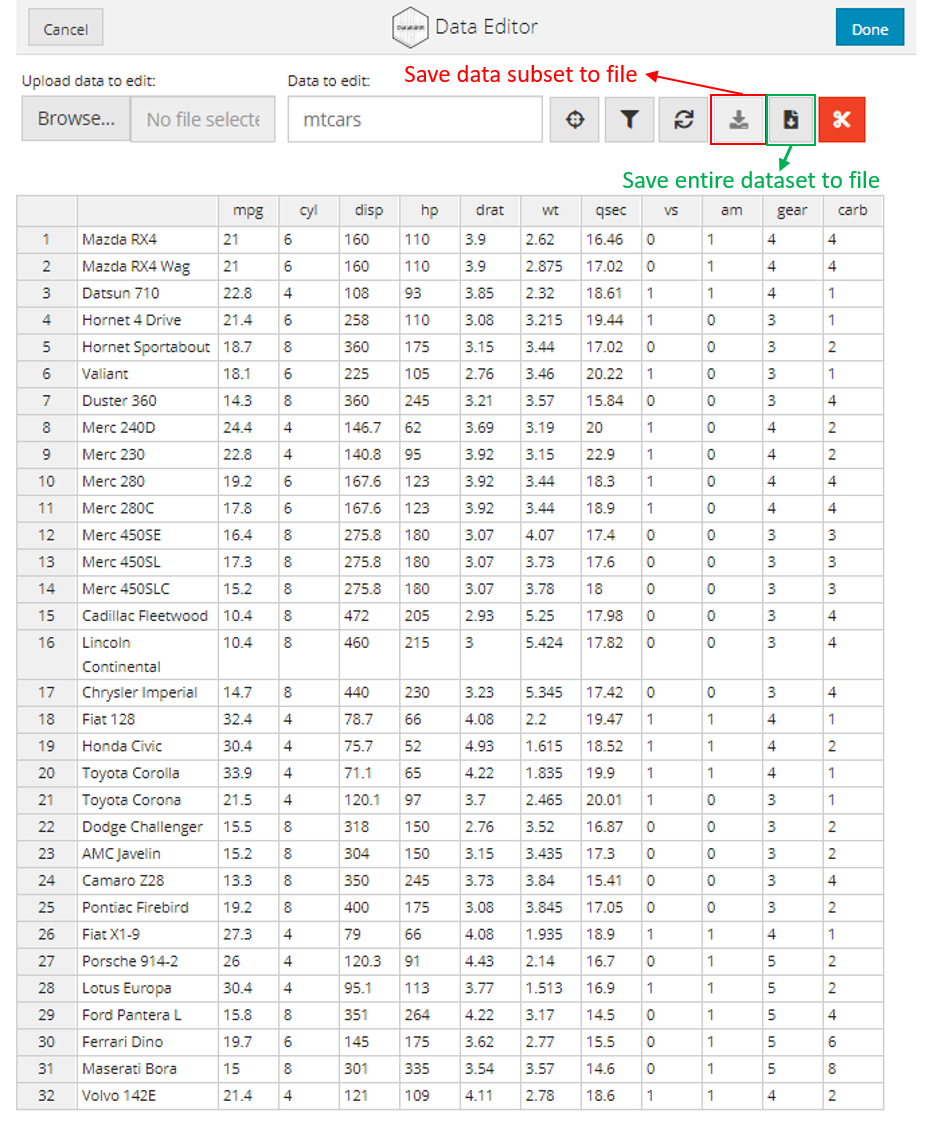 Cancel Data Editor Done
Upload data to edit: Data to edit: Save data subset to file
Browse... No file selecte mtcars
Save entire dataset to file
mpg cyl disp hp drat wt qsec vs am gear carb
1 Mazda RX4 21 6 160 110 3.9 2.62 16.46 0 1 4 4
2 Mazda RX4 Wag 21 6 160 110 3.9 2.875 17.02 0 1 4 4
3 Datsun 710 22.8 4 108 93 3.85 2.32 18.61 1 1 4 1
4 Hornet 4 Drive 21.4 6 258 110 3.08 3.215 19.44 1 0 3 1
5 Hornet Sportabout 18.7 8 360 175 3.15 3.44 17.02 0 0 3 2
6 Valiant 18.1 6 225 105 2.76 3.46 20.22 1 0 3 1
7 Duster 360 14.3 8 360 245 3.21 3.57 15.84 0 0 3 4
8 Merc 240D 24.4 4 146.7 62 3.69 3.19 20 1 0 4 2
9 Merc 230 22.8 4 140.8 95 3.92 3.15 22.9 1 0 4 2
10 Merc 280 19.2 6 167.6 123 3.92 3.44 18.3 1 0 4 4
11 Merc 280C 17.8 6 167.6 123 3.92 3.44 18.9 1 0 4 4
12 Merc 450SE 16.4 8 275.8 180 3.07 4.07 17.4 0 0 3 3
13 Merc 450SL 17.3 8 275.8 180 3.07 3.73 17.6 0 0 3 3
14 Merc 450SLC 15.2 8 275.8 180 3.07 3.78 18 0 0 3 3
15 Cadillac Fleetwood 10.4 8 472 205 2.93 5.25 17.98 0 0 3 4
16 Lincoln 10.4 8 460 215 3 5.424 17.82 0 0 3 4
Continental
17 Chrysler Imperial 14.7 8 440 230 3.23 5.345 17.42 0 0 3 4
18 Fiat 128 32.4 4 78.7 66 4.08 2.2 19.47 1 1 4 1
19 Honda Civic 30.4 4 75.7 52 4.93 1.615 18.52 1 1 4 2
20 Toyota Corolla 33.9 4 71.1 65 4.22 1.835 19.9 1 1 4 1
21 Toyota Corona 21.5 4 120.1 97 3.7 2.465 20.01 1 0 3 1
22 Dodge Challenger 15.5 8 318 150 2.76 3.52 16.87 0 0 3 2
23 AMC Javelin 15.2 8 304 150 3.15 3.435 17.3 0 0 3 2
24 Camaro Z28 13.3 8 350 245 3.73 3.84 15.41 0 0 3 4
25 Pontiac Firebird 19.2 8 400 175 3.08 3.845 17.05 0 0 3 2
26 Fiat X1-9 27.3 4 79 66 4.08 1.935 18.9 1 1 4 1
27 Porsche 914-2 26 4 120.3 91 4.43 2.14 16.7 0 1 5 2
28 Lotus Europa 30.4 4 95.1 113 3.77 1.513 16.9 1 1 5 2
29 Ford Pantera L 15.8 8 351 264 4.22 3.17 14.5 0 1 5 4
30 Ferrari Dino 19.7 6 145 175 3.62 2.77 15.5 0 1 5 6
31 Maserati Bora 15 8 301 335 3.54 3.57 14.6 0 1 5 8
32 Volvo 142E 21.4 4 121 109 4.11 2.78 18.6 1 1 4 2